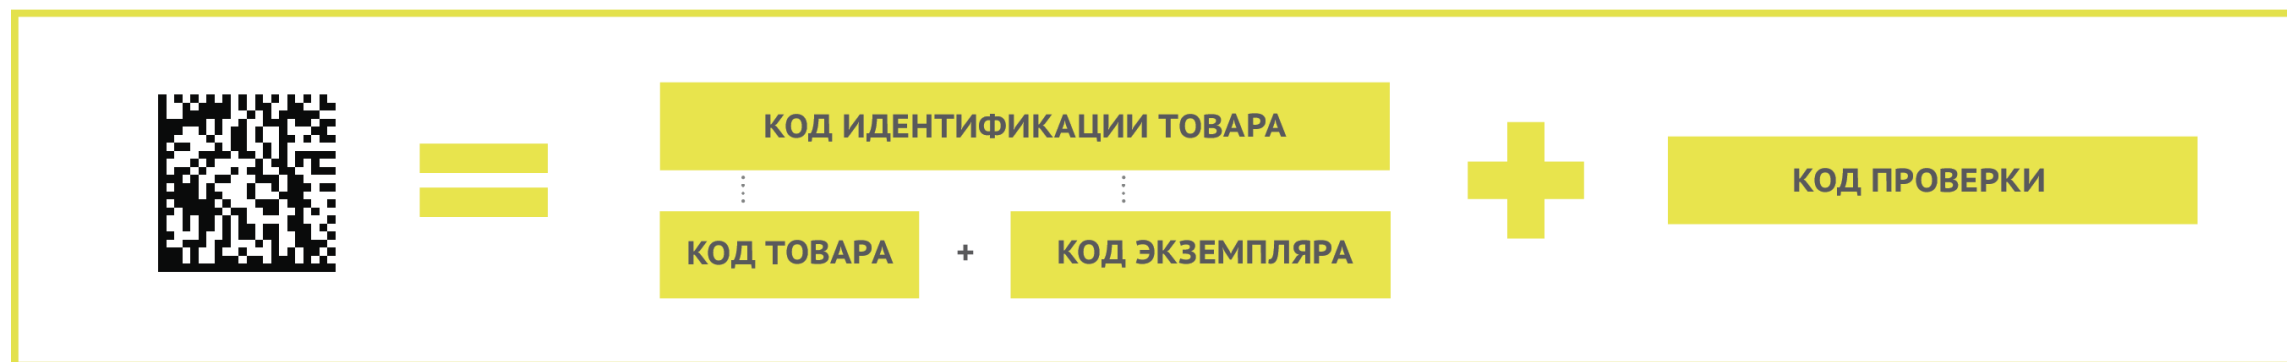 КОД ИДЕНТИФИКАЦИИ ТОВАРА
КОД ТОВАРА + КОД ЭКЗЕМПЛЯРА
КОД ПРОВЕРКИ